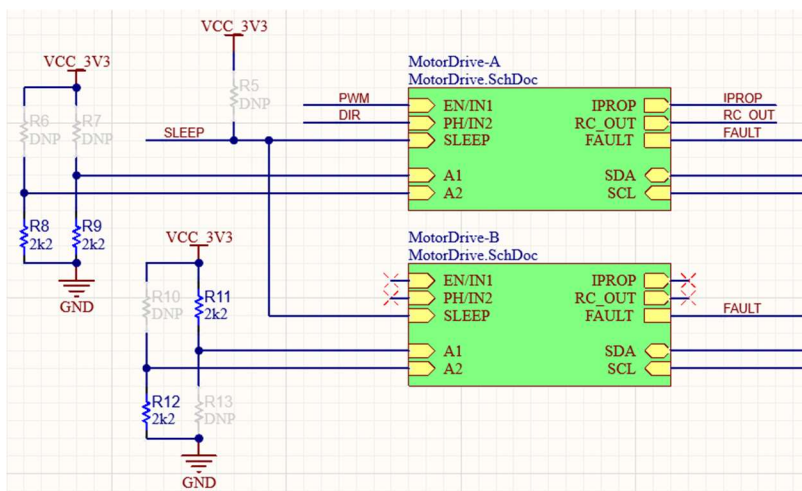 VCC_3V3
R5
DNP
VCC_3V3
R6
DNP
R7
DNP
SLEEP
R8
2k2
R9
2k2
GND
MotorDrive-A
MotorDrive.SchDoc
PWM
EN/IN1
IPROP
IPROP
DIR
PH/IN2
RC_OUT
RC_OUT
SLEEP
FAULT
FAULT
A1
SDA
A2
SCL
VCC_3V3
R10
DNP
R11
2k2
R12
2k2
R13
DNP
GND
MotorDrive-B
MotorDrive.SchDoc
EN/IN1
IPROP
PH/IN2
RC_OUT
SLEEP
FAULT
FAULT
A1
SDA
A2
SCL